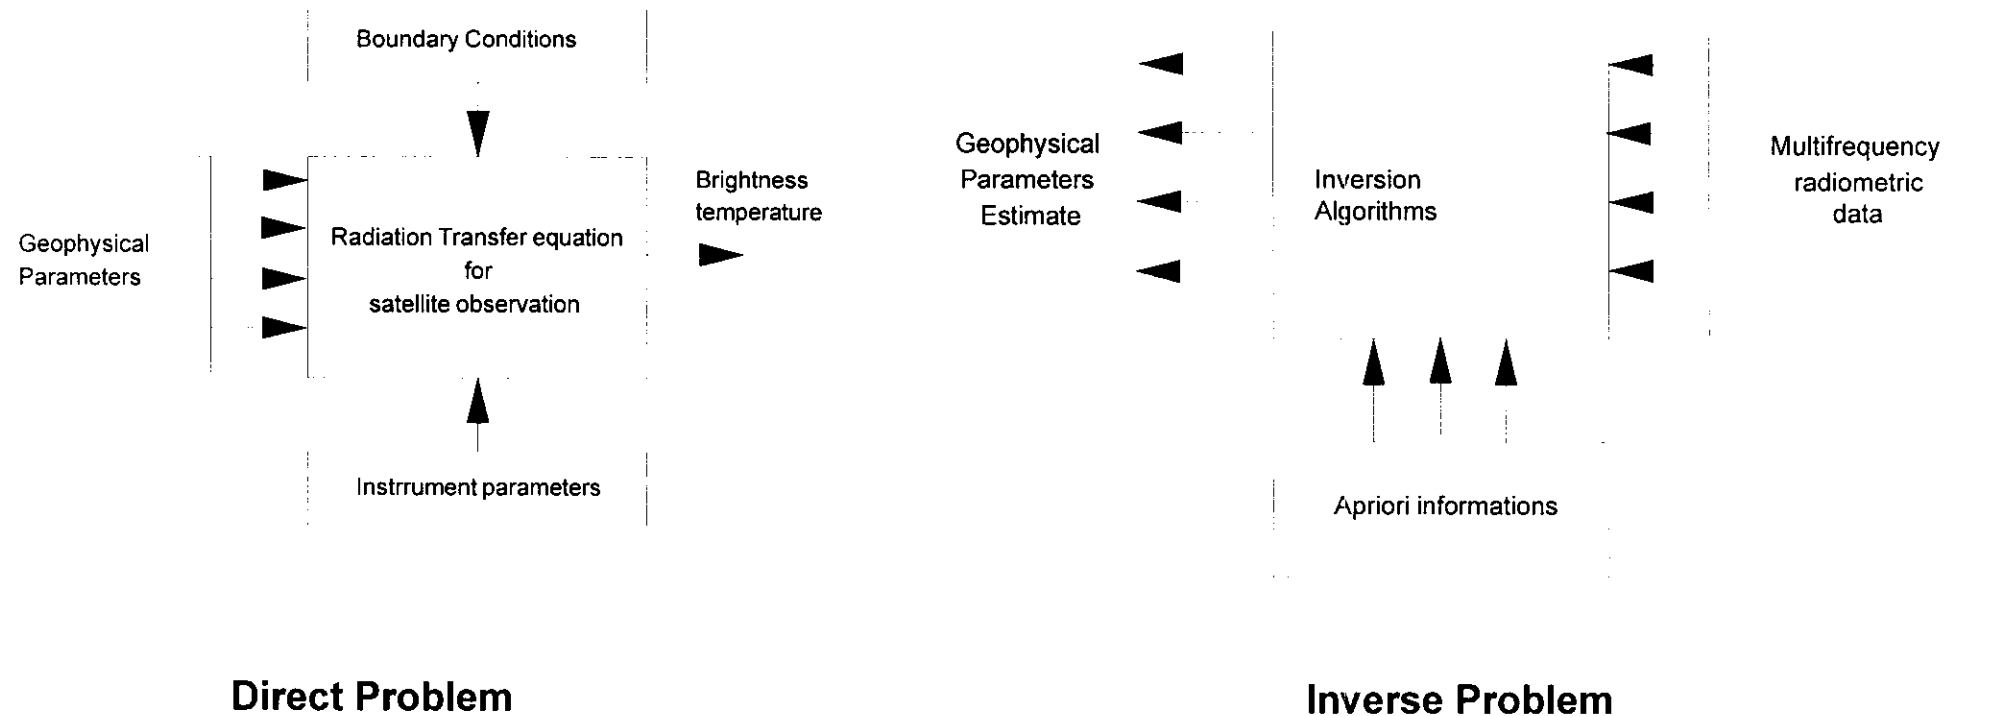 Boundary Conditions
Geophysical
Parameters
Radiation Transfer equation
for
satellite observation
Brightness
temperature
Instrrument parameters
Direct Problem
Geophysical
Parameters
Estimate
Inversion
Algorithms
Multifrequency
radiometric
data
Apriori informations
Inverse Problem